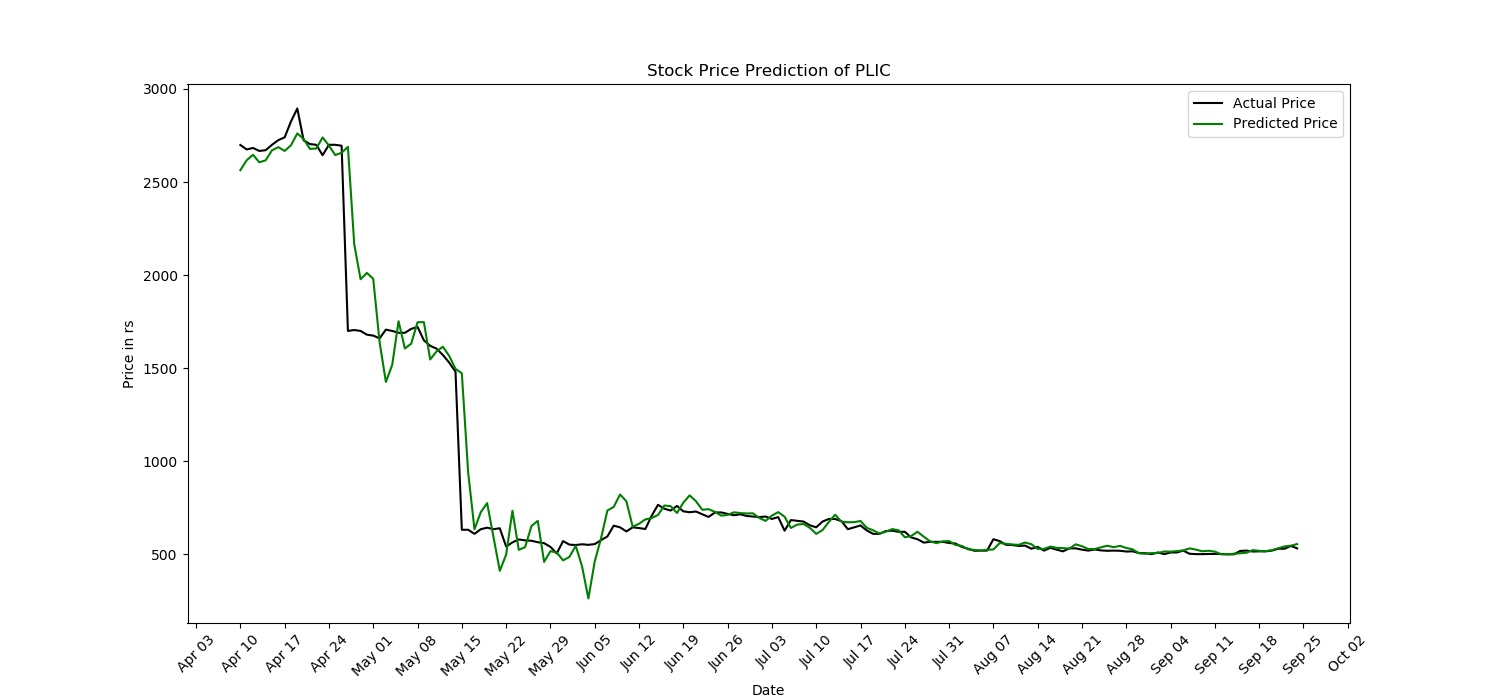 Stock Price Prediction of PLIC
Actual Price
Predicted Price
Price in rs
3000
2500
2000
1500
1000
500
Apr 03
Apr 10
Apr 17
Apr 24
May 01
May 08
May 15
May 22
May 29
Jun 05
Jun 12
Jun 19
Jun 26
Jul 03
Jul 10
Jul 17
Jul 24
Jul 31
Aug 07
Aug 14
Aug 21
Aug 28
Sep 04
Sep 11
Sep 18
Sep 25
Oct 02
Date